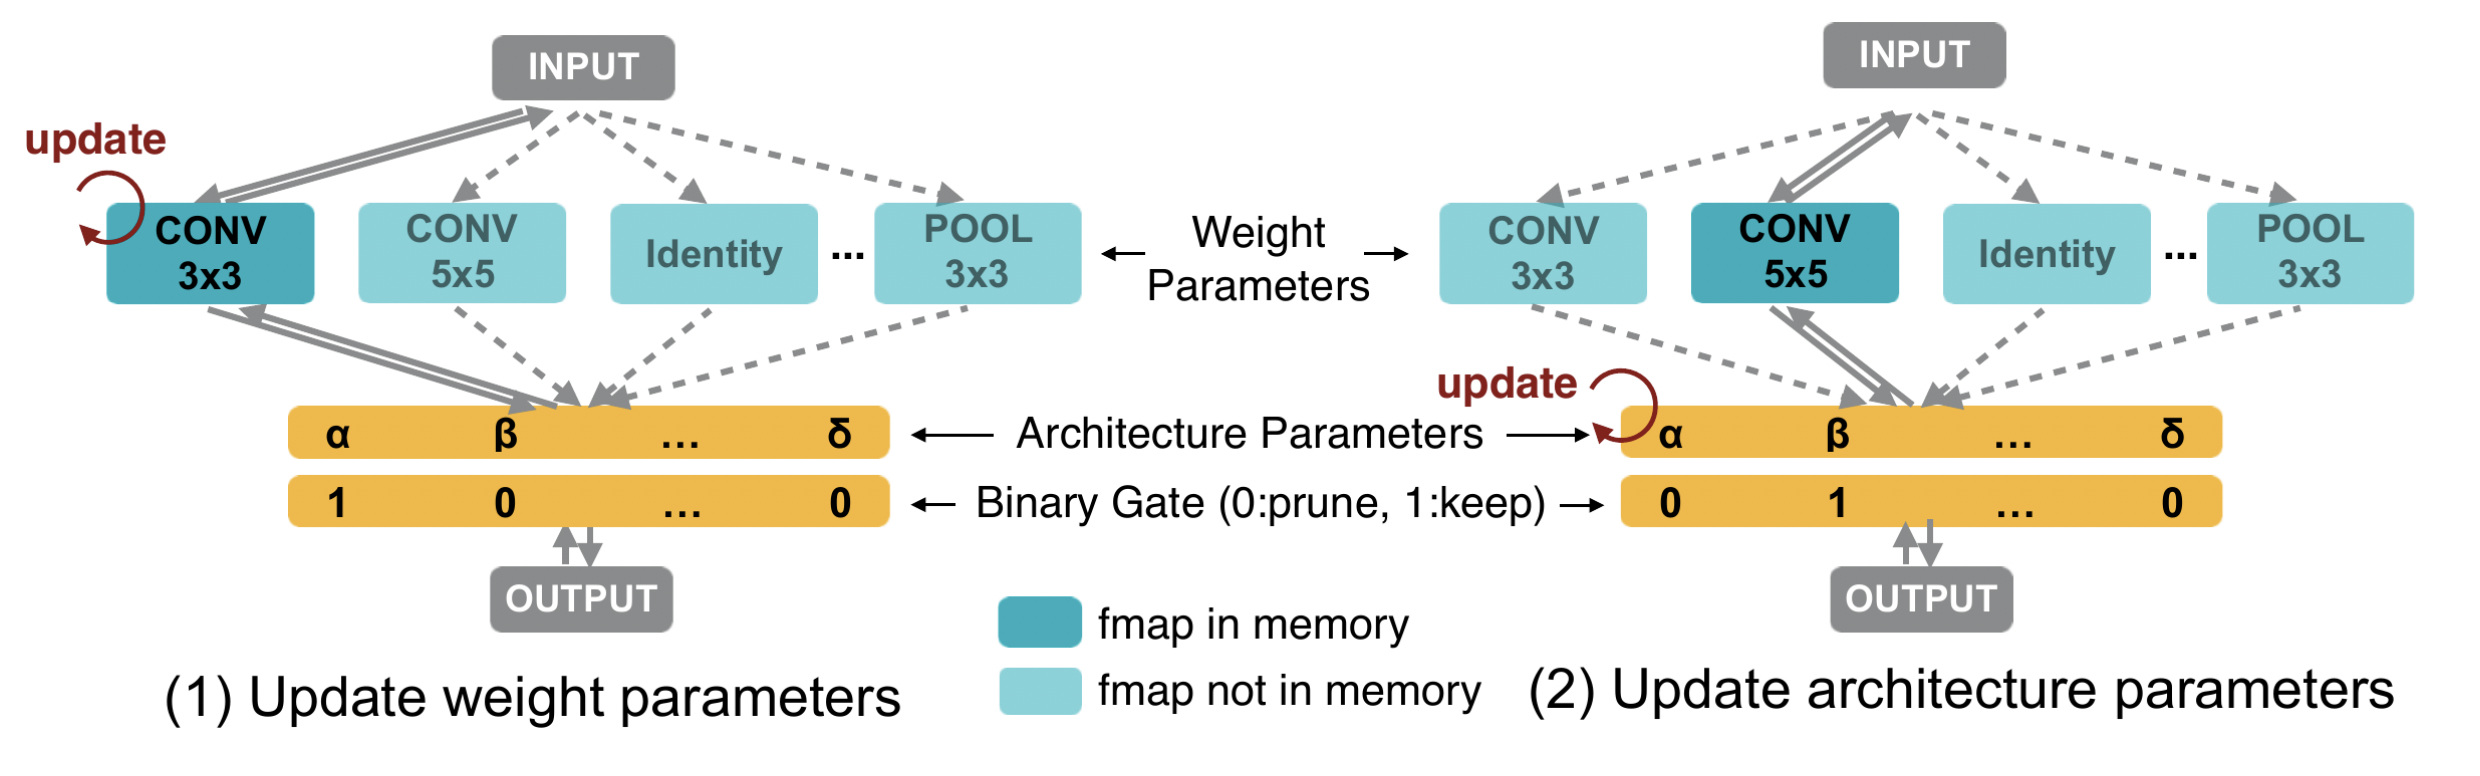 INPUT
update
CONV
3x3
CONV
5x5
Identity
...
POOL
3x3
α β ... δ
1 0 ... 0
OUTPUT
(1) Update weight parameters
Weight
Parameters
Architecture Parameters
Binary Gate (0:prune, 1:keep)
fmap in memory
fmap not in memory
INPUT
CONV
3x3
CONV
5x5
Identity
...
POOL
3x3
update
α β ... δ
0 1 ... 0
OUTPUT
(2) Update architecture parameters